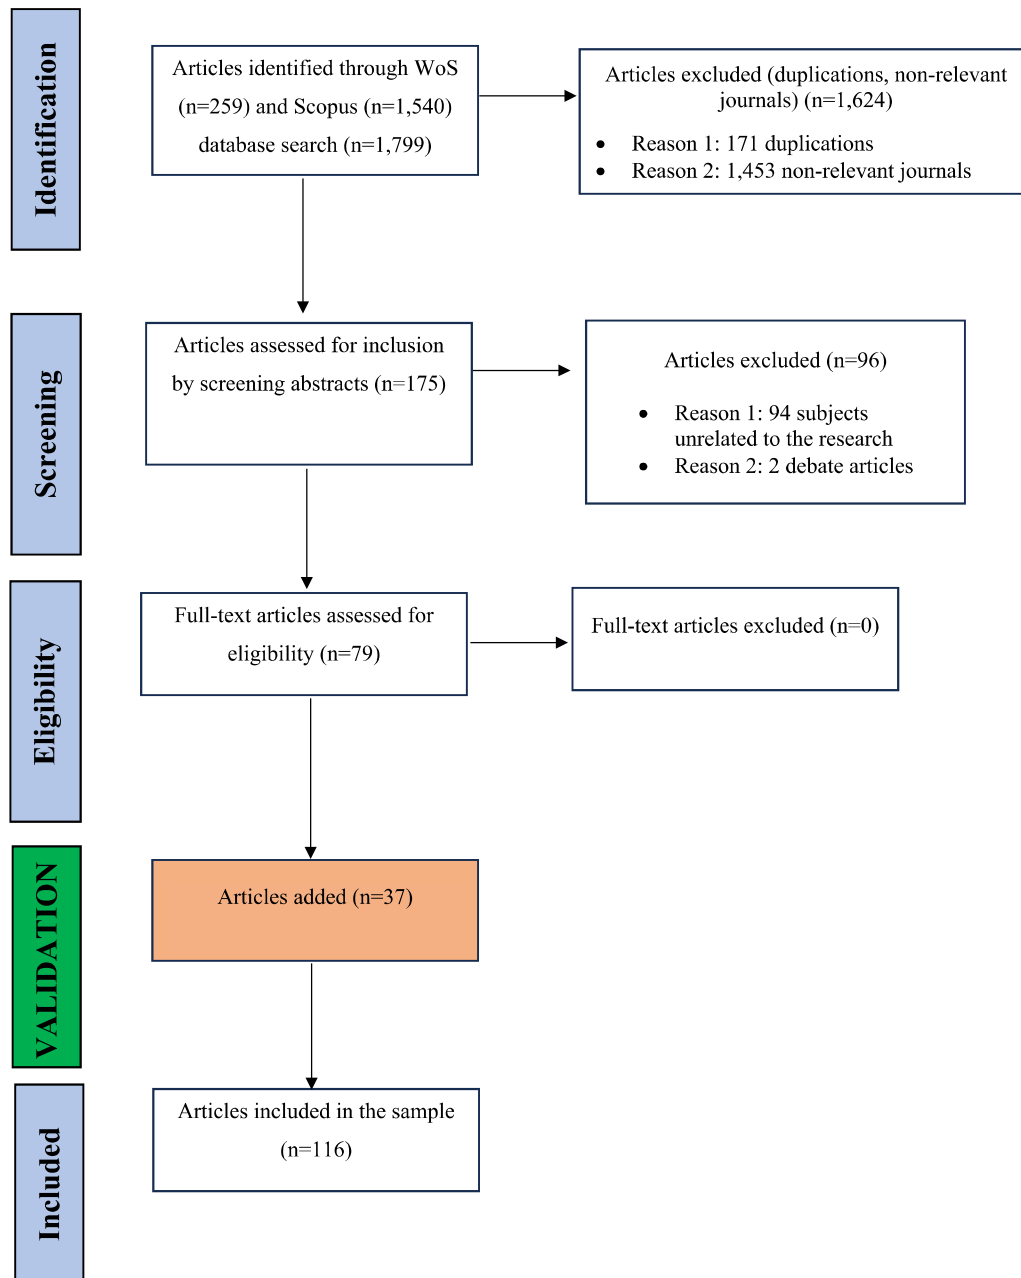 Identification
Articles identified through WoS
(n=259) and Scopus (n=1,540)
database search (n=1,799)
Articles excluded (duplications, non-relevant
journals) (n=1,624)
• Reason 1: 171 duplications
• Reason 2: 1,453 non-relevant journals
Screening
Articles assessed for inclusion
by screening abstracts (n=175)
Articles excluded (n=96)
• Reason 1: 94 subjects
unrelated to the research
• Reason 2: 2 debate articles
Eligibility
Full-text articles assessed for
eligibility (n=79)
Full-text articles excluded (n=0)
VALIDATION
Articles added (n=37)
Included
Articles included in the sample
(n=116)